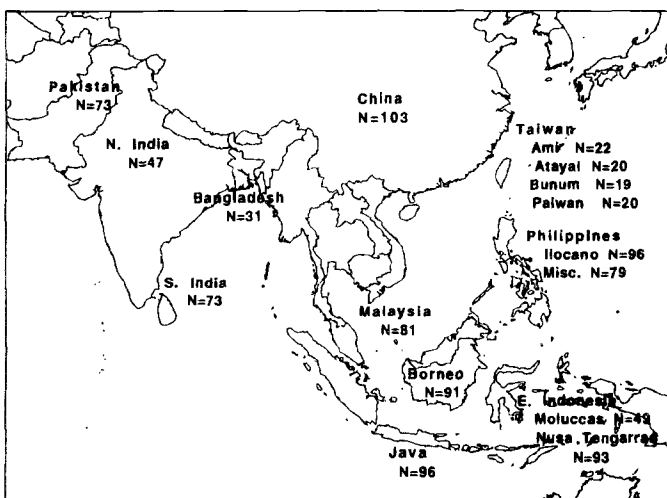 Pakistan
N=73
China
N=103
N. India
N=47
Taiwan
Ami N=22
Atayal N=20
Bunum N=19
Paiwan N=20
Bangladesh
N=31
Philippines
Ilocano N=96
Misc. N=79
S. India
N=73
Malaysia
N=81
Borneo
N=91
E. Indonesia
Moluccas N=49
Nusa Tengarras
N=93
Java
N=96